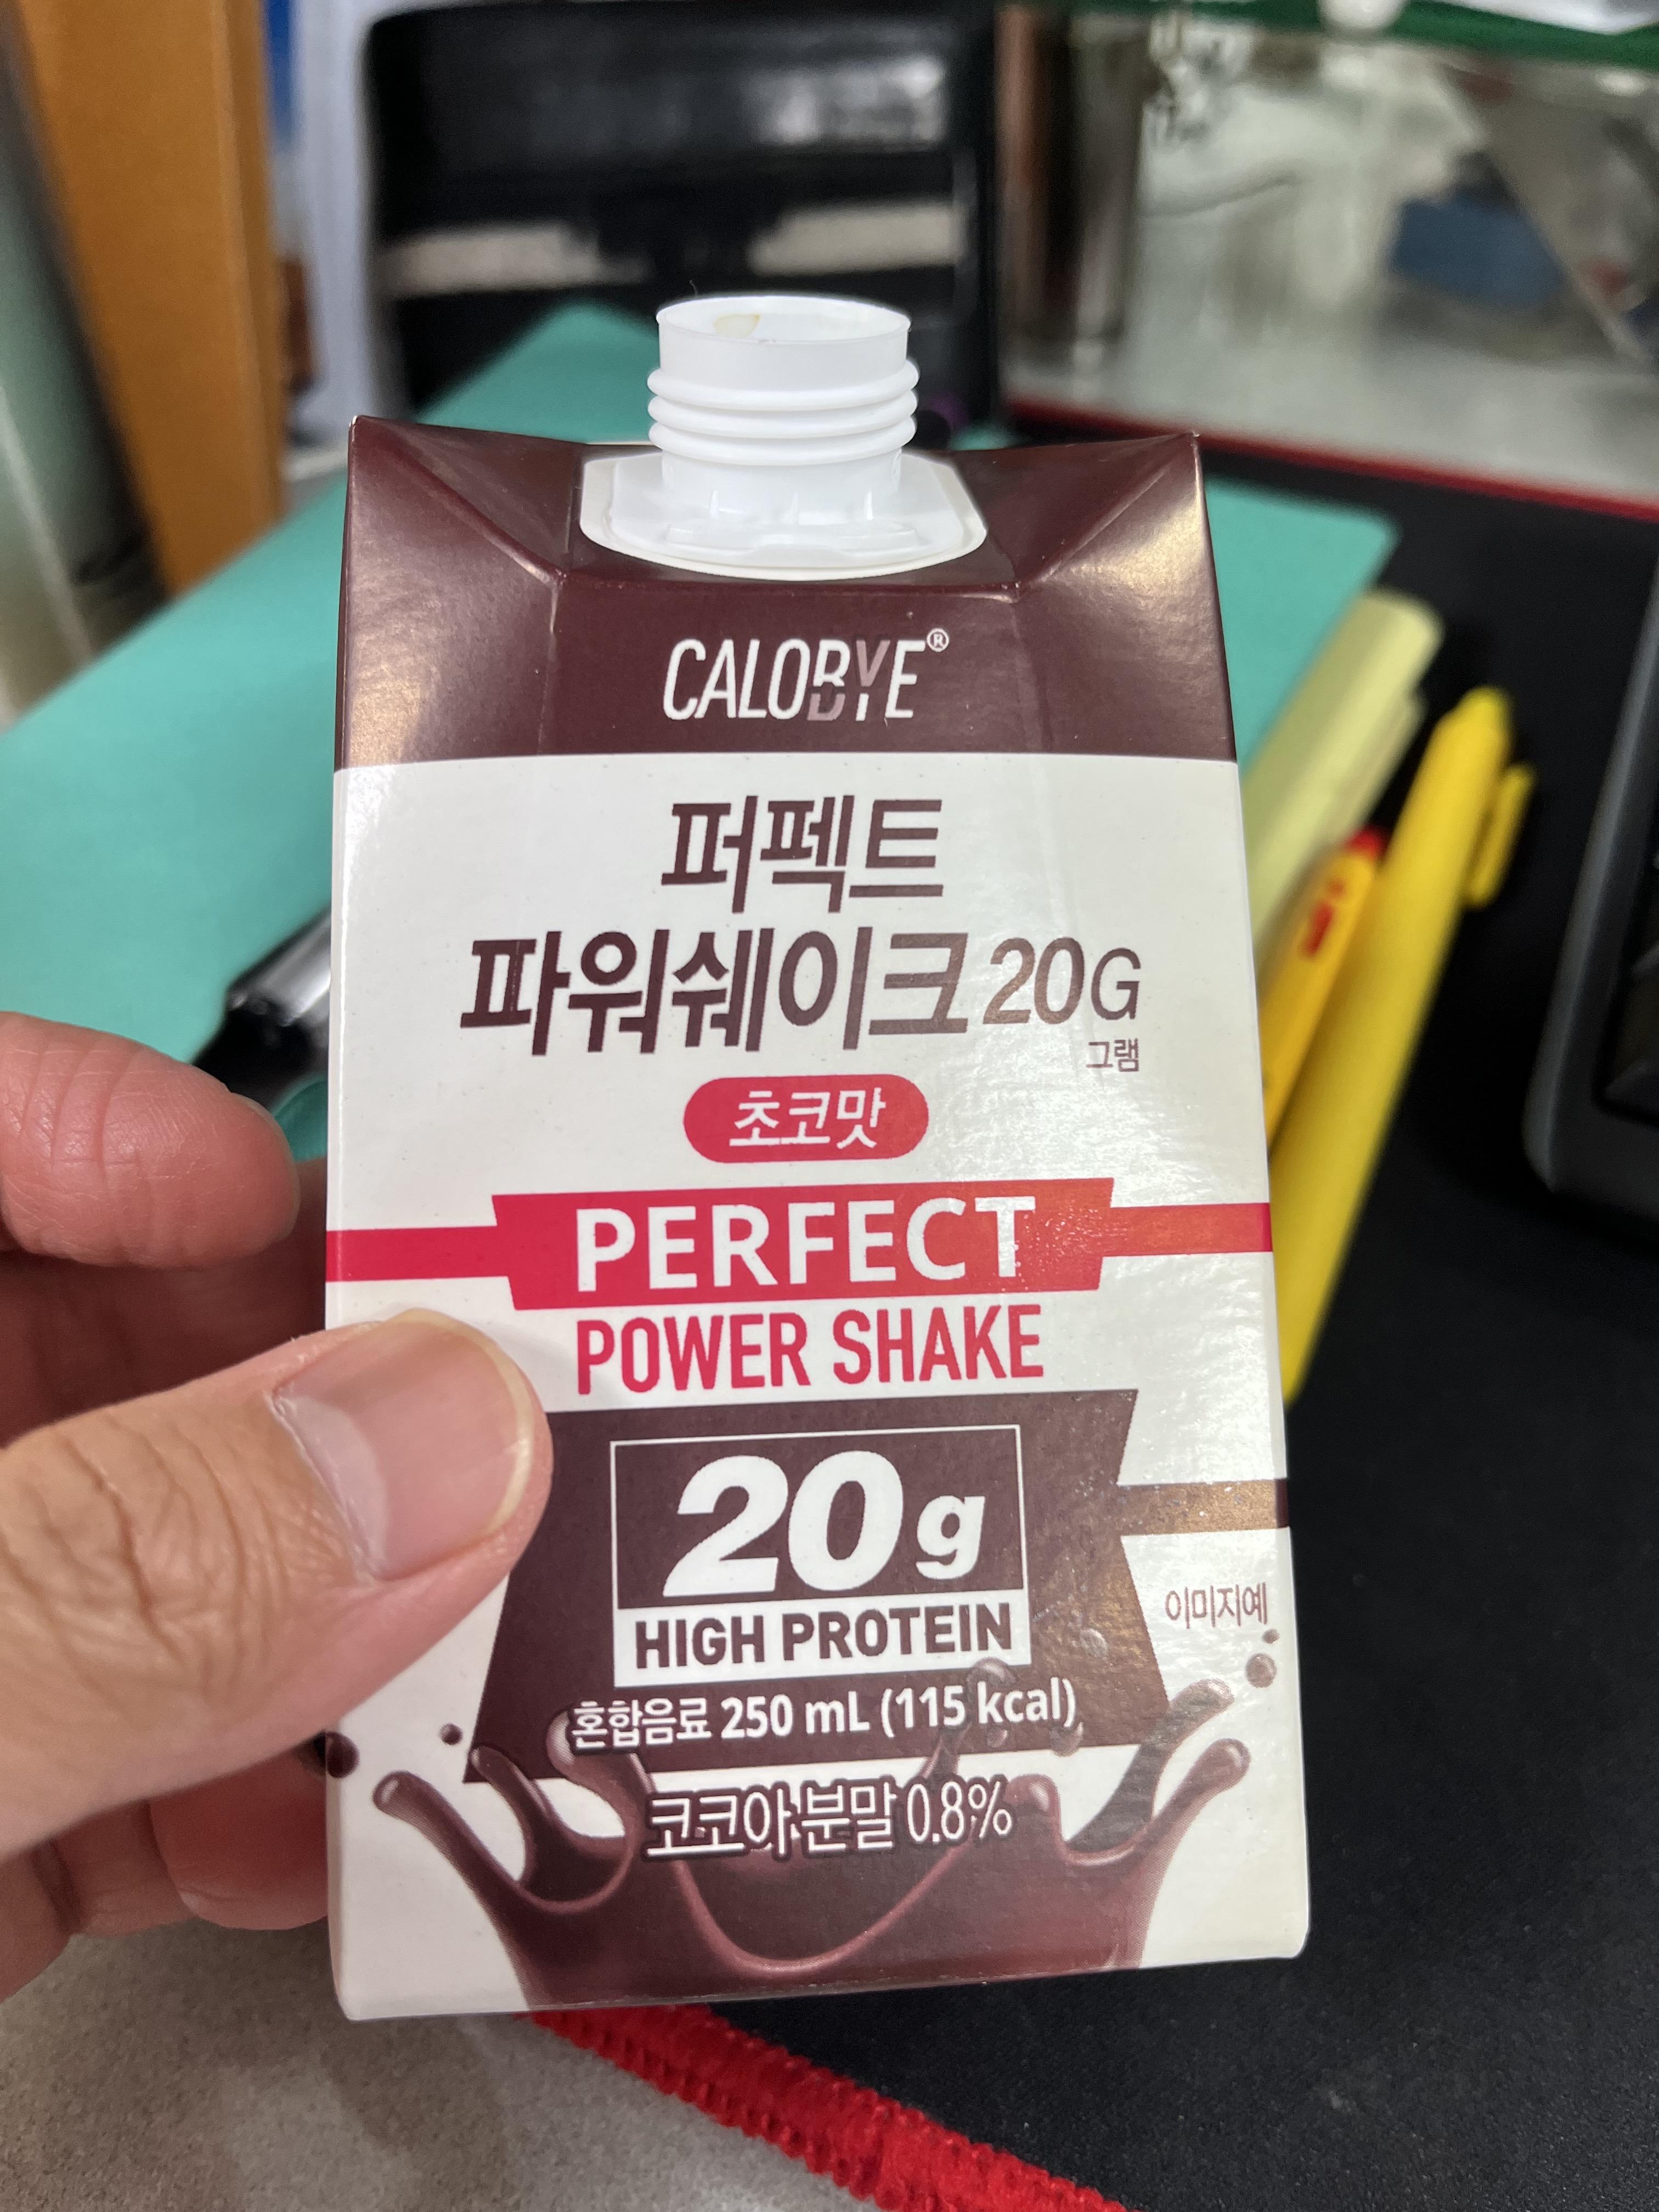 CALOBYE®
퍼펙트
파워쉐이크 20G
그램
초코맛
PERFECT
POWER SHAKE
20g
HIGH PROTEIN
이미지예
혼합음료 250 mL (115 kcal)
코코아분말 0.8%